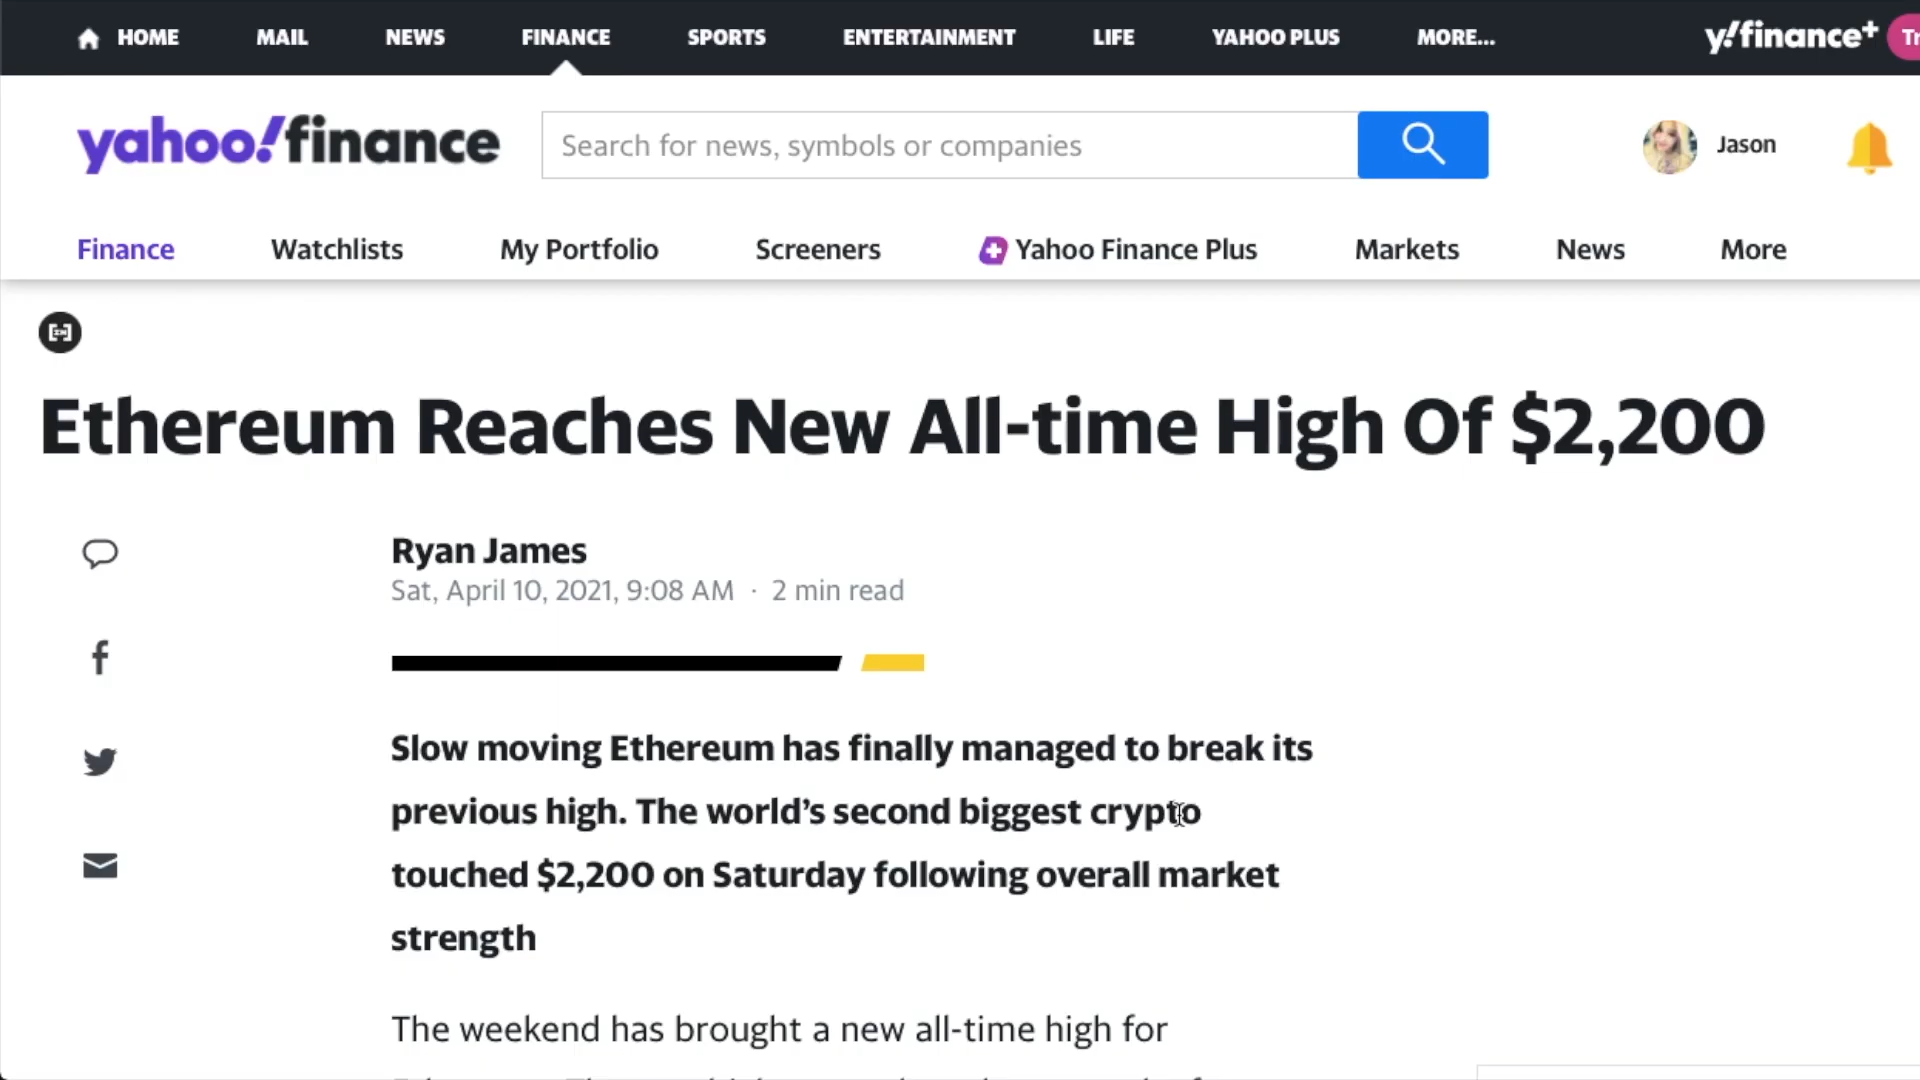 HOME MAIL NEWS FINANCE SPORTS ENTERTAINMENT LIFE YAHOO PLUS MORE... y!finance+ Tr
yahoo!finance Search for news, symbols or companies Jason
Finance Watchlists My Portfolio Screeners Yahoo Finance Plus Markets News More
Ethereum Reaches New All-time High Of $2,200
Ryan James
Sat, April 10, 2021, 9:08 AM · 2 min read
Slow moving Ethereum has finally managed to break its
previous high. The world’s second biggest crypto
touched $2,200 on Saturday following overall market
strength
The weekend has brought a new all-time high for